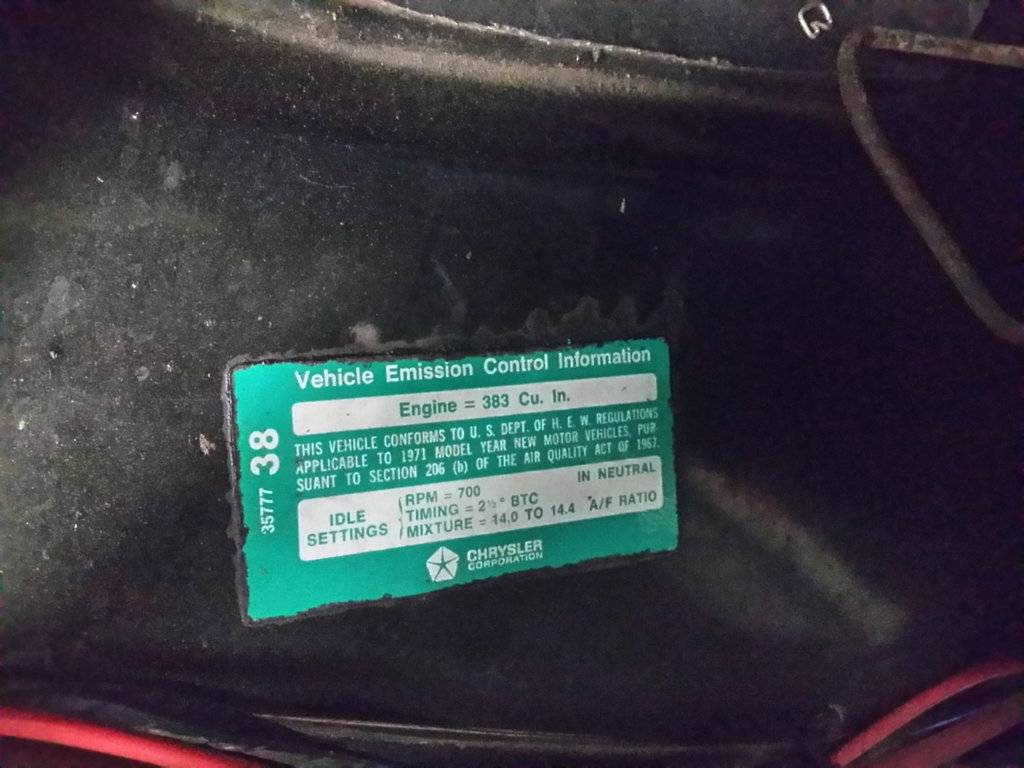 Vehicle Emission Control Information
Engine = 383 Cu. In.
THIS VEHICLE CONFORMS TO U. S. DEPT. OF H. E. W. REGULATIONS
APPLICABLE TO 1971 MODEL YEAR NEW MOTOR VEHICLES, PUR
SUANT TO SECTION 206 (b) OF THE AIR QUALITY ACT OF 1967.
IDLE SETTINGS
RPM = 700 IN NEUTRAL
TIMING = 2½° BTC
MIXTURE = 14.0 TO 14.4 A/F RATIO
CHRYSLER
CORPORATION
35777 38